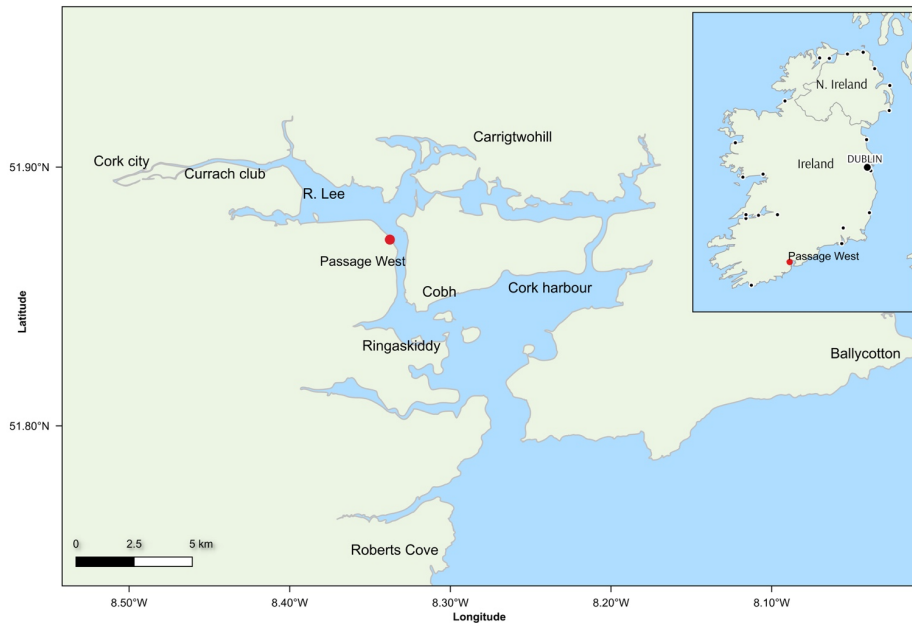 N. Ireland
Ireland
DUBLIN
Passage West
Carrigtwohill
Cork city
Currach club
R. Lee
Passage West
Cobh
Cork harbour
Ringaskiddy
Ballycotton
Roberts Cove
51.90°N
51.80°N
Latitude
0 2.5 5 km
8.50°W 8.40°W 8.30°W 8.20°W 8.10°W
Longitude